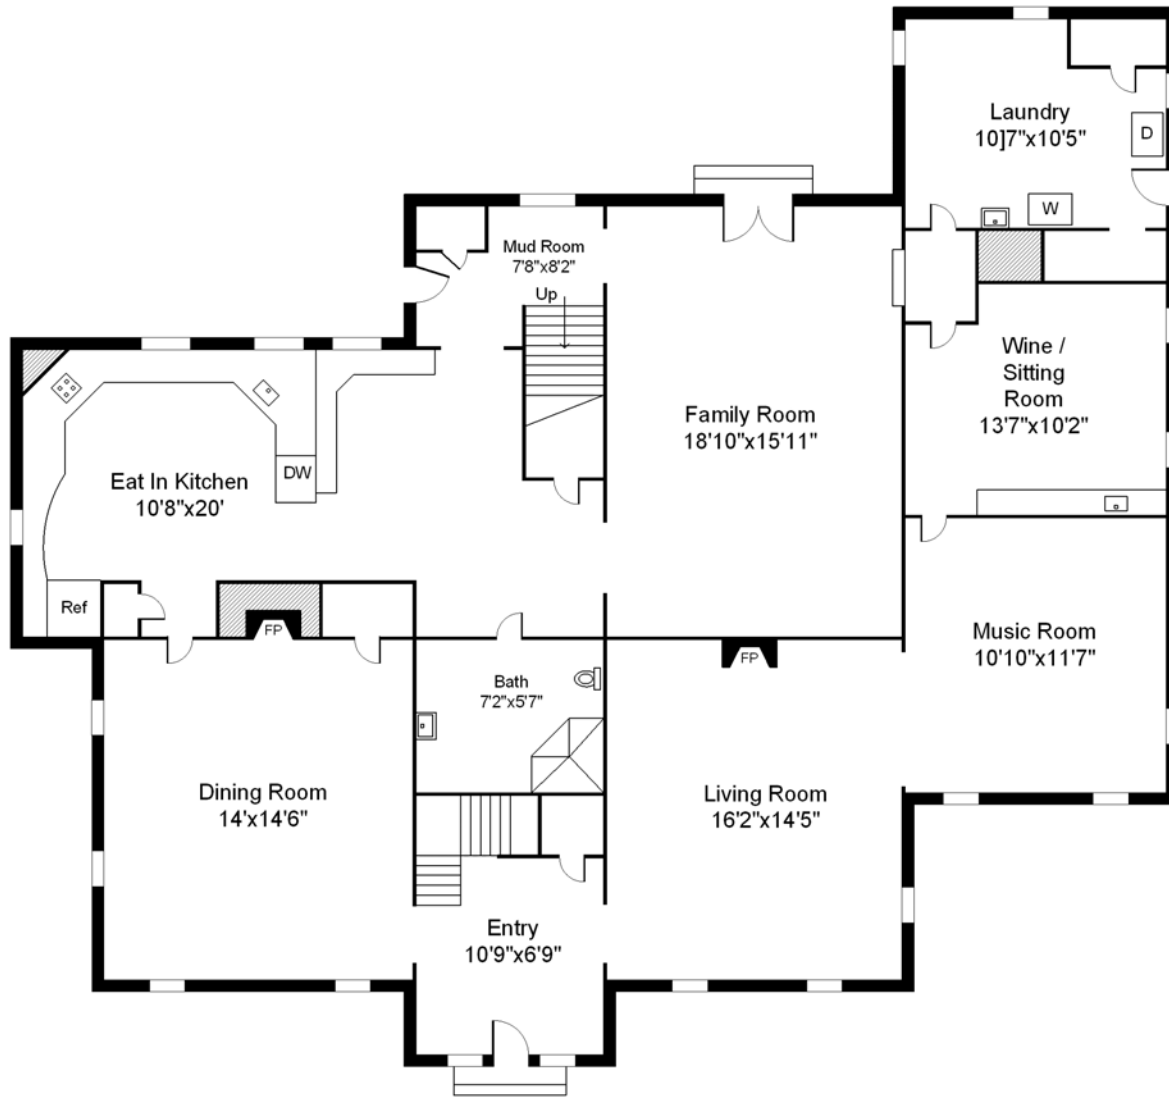 Laundry
10]7"x10'5"
D
W
Mud Room
7'8"x8'2"
Up
Wine /
Sitting
Room
13'7"x10'2"
Family Room
18'10"x15'11"
Eat In Kitchen
10'8"x20'
DW
Ref
FP
Music Room
10'10"x11'7"
FP
Bath
7'2"x5'7"
Dining Room
14'x14'6"
Living Room
16'2"x14'5"
Entry
10'9"x6'9"